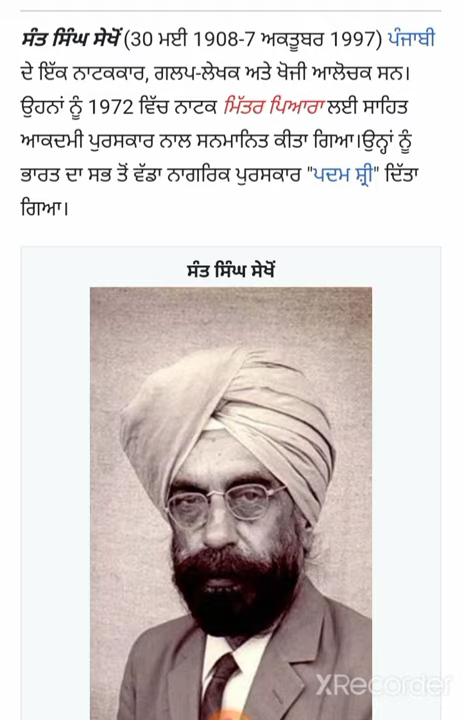 ਸੰਤ ਸਿੰਘ ਸੇਖੋਂ (30 ਮਈ 1908-7 ਅਕਤੂਬਰ 1997) ਪੰਜਾਬੀ
ਦੇ ਇੱਕ ਨਾਟਕਕਾਰ, ਗਲਪ-ਲੇਖਕ ਅਤੇ ਖੋਜੀ ਆਲੋਚਕ ਸਨ।
ਉਹਨਾਂ ਨੂੰ 1972 ਵਿੱਚ ਨਾਟਕ ਮਿੱਤਰ ਪਿਆਰਾ ਲਈ ਸਾਹਿਤ
ਆਕਦਮੀ ਪੁਰਸਕਾਰ ਨਾਲ ਸਨਮਾਨਿਤ ਕੀਤਾ ਗਿਆ।ਉਨ੍ਹਾਂ ਨੂੰ
ਭਾਰਤ ਦਾ ਸਭ ਤੋਂ ਵੱਡਾ ਨਾਗਰਿਕ ਪੁਰਸਕਾਰ "ਪਦਮ ਸ਼੍ਰੀ" ਦਿੱਤਾ
ਗਿਆ।
ਸੰਤ ਸਿੰਘ ਸੇਖੋਂ
XRecorder